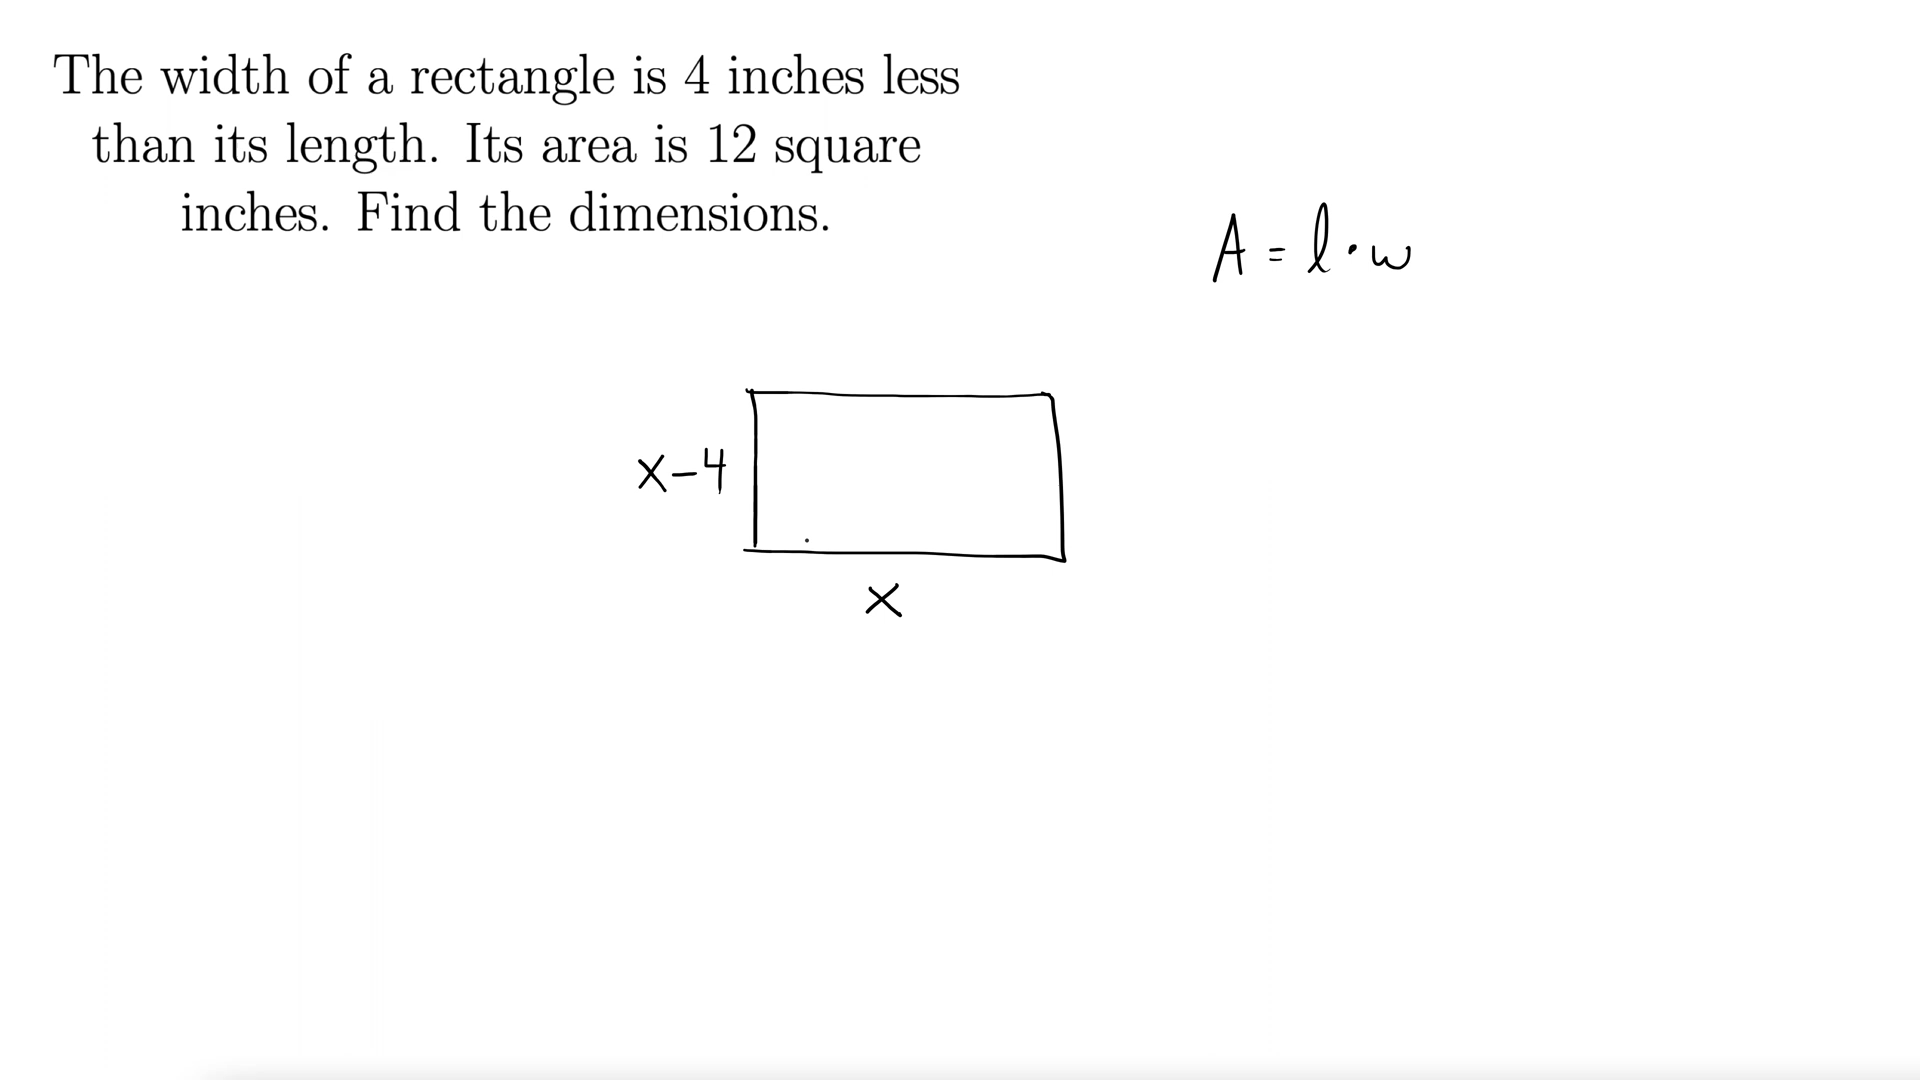 The width of a rectangle is 4 inches less
than its length. Its area is 12 square
inches. Find the dimensions.
A = l · w
x - 4
x